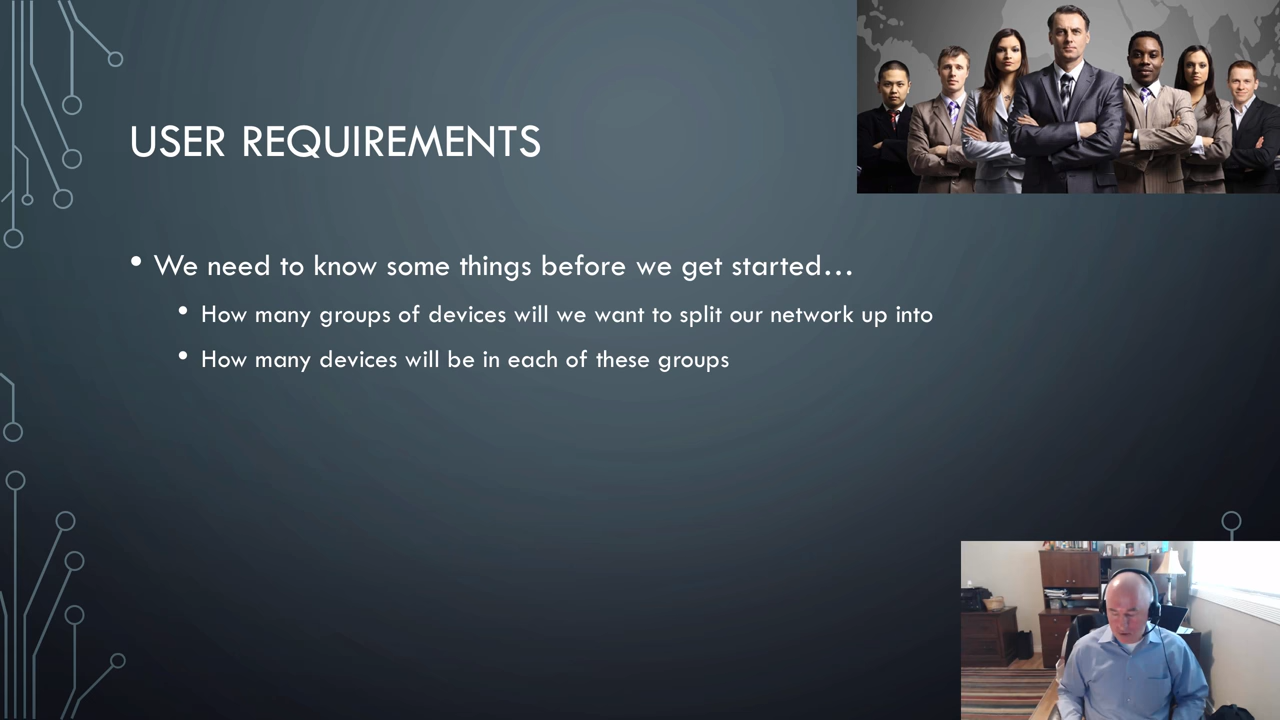 USER REQUIREMENTS
• We need to know some things before we get started…
• How many groups of devices will we want to split our network up into
• How many devices will be in each of these groups